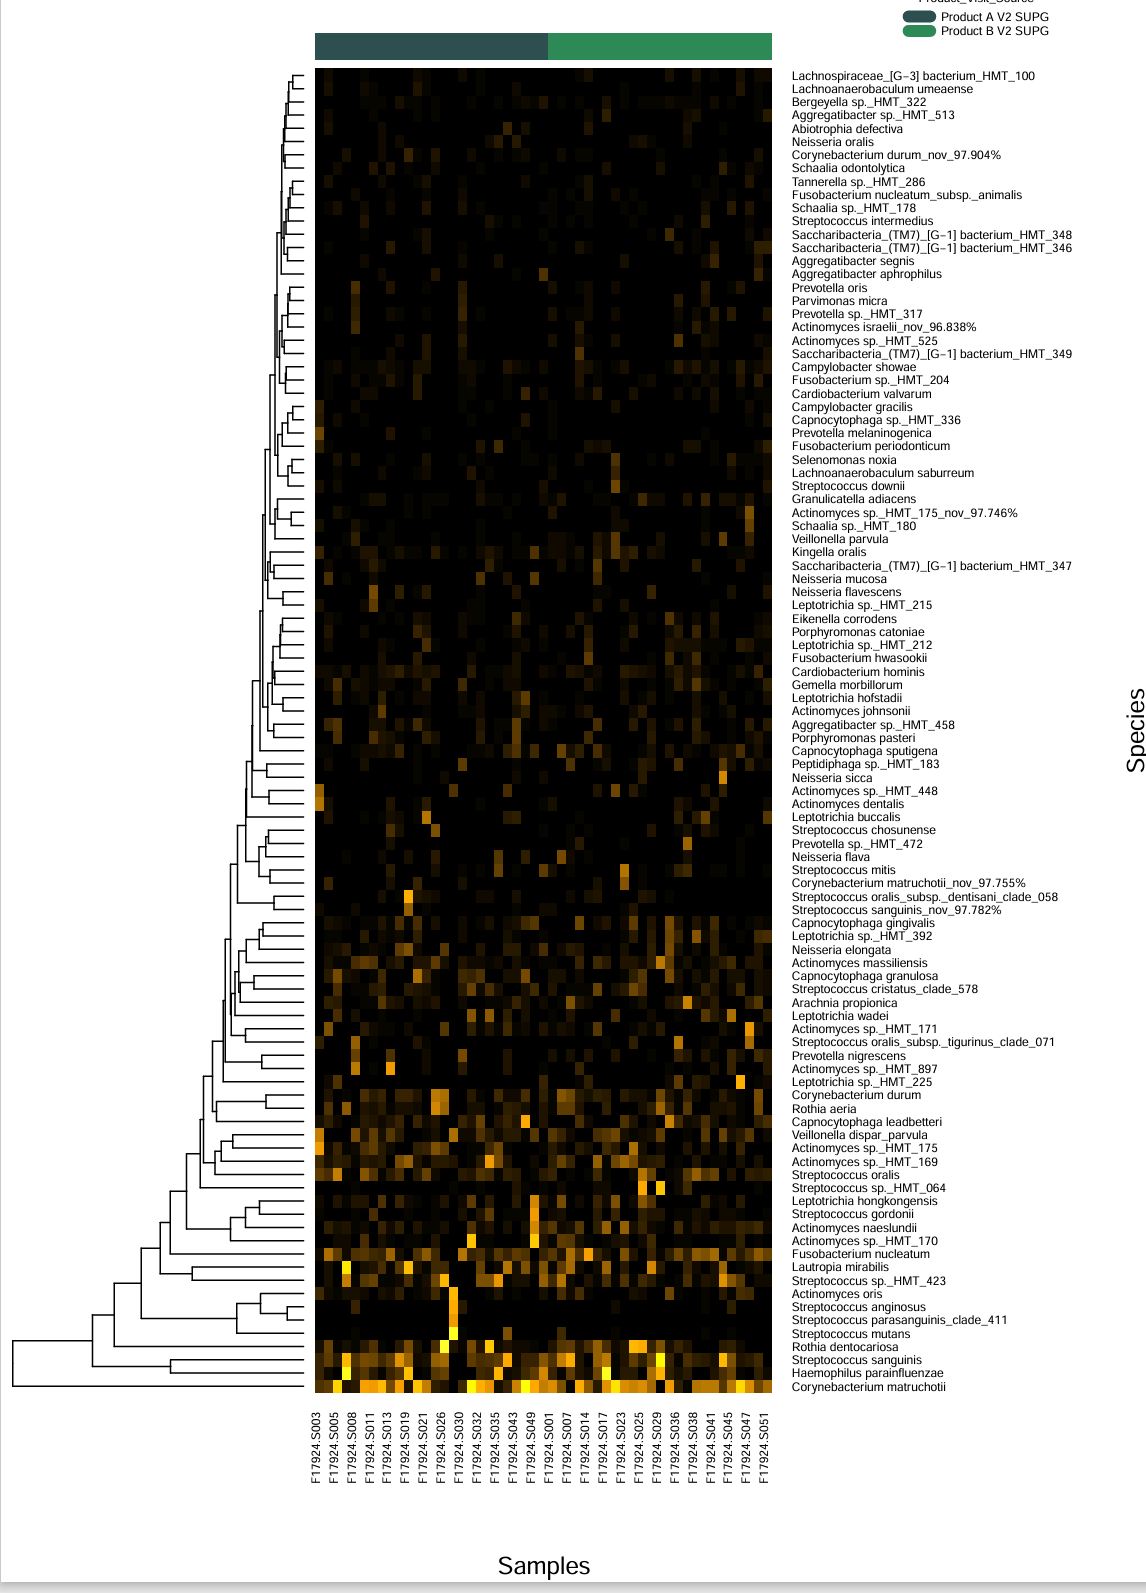 Product_Visit_Source
Product A V2 SUPG
Product B V2 SUPG
Lachnospiraceae_[G−3] bacterium_HMT_100
Lachnoanaerobaculum umeaense
Bergeyella sp._HMT_322
Aggregatibacter sp._HMT_513
Abiotrophia defectiva
Neisseria oralis
Corynebacterium durum_nov_97.904%
Schaalia odontolytica
Tannerella sp._HMT_286
Fusobacterium nucleatum_subsp._animalis
Schaalia sp._HMT_178
Streptococcus intermedius
Saccharibacteria_(TM7)_[G−1] bacterium_HMT_348
Saccharibacteria_(TM7)_[G−1] bacterium_HMT_346
Aggregatibacter segnis
Aggregatibacter aphrophilus
Prevotella oris
Parvimonas micra
Prevotella sp._HMT_317
Actinomyces israelii_nov_96.838%
Actinomyces sp._HMT_525
Saccharibacteria_(TM7)_[G−1] bacterium_HMT_349
Campylobacter showae
Fusobacterium sp._HMT_204
Cardiobacterium valvarum
Campylobacter gracilis
Capnocytophaga sp._HMT_336
Prevotella melaninogenica
Fusobacterium periodonticum
Selenomonas noxia
Lachnoanaerobaculum saburreum
Streptococcus downii
Granulicatella adiacens
Actinomyces sp._HMT_175_nov_97.746%
Schaalia sp._HMT_180
Veillonella parvula
Kingella oralis
Saccharibacteria_(TM7)_[G−1] bacterium_HMT_347
Neisseria mucosa
Neisseria flavescens
Leptotrichia sp._HMT_215
Eikenella corrodens
Porphyromonas catoniae
Leptotrichia sp._HMT_212
Fusobacterium hwasookii
Cardiobacterium hominis
Gemella morbillorum
Leptotrichia hofstadii
Actinomyces johnsonii
Aggregatibacter sp._HMT_458
Porphyromonas pasteri
Capnocytophaga sputigena
Peptidiphaga sp._HMT_183
Neisseria sicca
Actinomyces sp._HMT_448
Actinomyces dentalis
Leptotrichia buccalis
Streptococcus chosunense
Prevotella sp._HMT_472
Neisseria flava
Streptococcus mitis
Corynebacterium matruchotii_nov_97.755%
Streptococcus oralis_subsp._dentisani_clade_058
Streptococcus sanguinis_nov_97.782%
Capnocytophaga gingivalis
Leptotrichia sp._HMT_392
Neisseria elongata
Actinomyces massiliensis
Capnocytophaga granulosa
Streptococcus cristatus_clade_578
Arachnia propionica
Leptotrichia wadei
Actinomyces sp._HMT_171
Streptococcus oralis_subsp._tigurinus_clade_071
Prevotella nigrescens
Actinomyces sp._HMT_897
Leptotrichia sp._HMT_225
Corynebacterium durum
Rothia aeria
Capnocytophaga leadbetteri
Veillonella dispar_parvula
Actinomyces sp._HMT_175
Actinomyces sp._HMT_169
Streptococcus oralis
Streptococcus sp._HMT_064
Leptotrichia hongkongensis
Streptococcus gordonii
Actinomyces naeslundii
Actinomyces sp._HMT_170
Fusobacterium nucleatum
Lautropia mirabilis
Streptococcus sp._HMT_423
Actinomyces oris
Streptococcus anginosus
Streptococcus parasanguinis_clade_411
Streptococcus mutans
Rothia dentocariosa
Streptococcus sanguinis
Haemophilus parainfluenzae
Corynebacterium matruchotii
Species
F17924.S003
F17924.S005
F17924.S008
F17924.S011
F17924.S013
F17924.S019
F17924.S021
F17924.S026
F17924.S030
F17924.S032
F17924.S035
F17924.S043
F17924.S049
F17924.S001
F17924.S007
F17924.S014
F17924.S017
F17924.S023
F17924.S025
F17924.S029
F17924.S036
F17924.S038
F17924.S041
F17924.S045
F17924.S047
F17924.S051
Samples